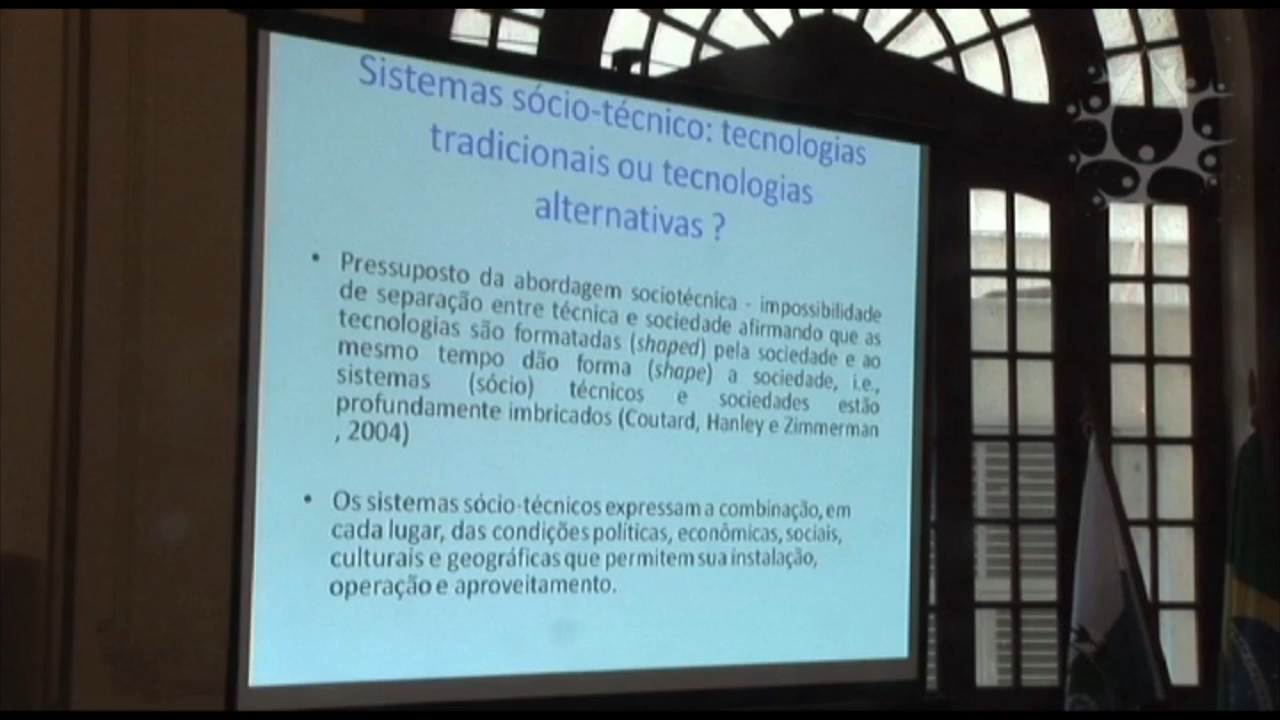 Sistemas sócio-técnico: tecnologias
tradicionais ou tecnologias
alternativas ?
• Pressuposto da abordagem sociotécnica - impossibilidade
de separação entre técnica e sociedade afirmando que as
tecnologias são formatadas (shaped) pela sociedade e ao
mesmo tempo dão forma (shape) a sociedade, i.e.,
sistemas (sócio) técnicos e sociedades estão
profundamente imbricados (Coutard, Hanley e Zimmerman
, 2004)
• Os sistemas sócio-técnicos expressam a combinação, em
cada lugar, das condições políticas, econômicas, sociais,
culturais e geográficas que permitem sua instalação,
operação e aproveitamento.